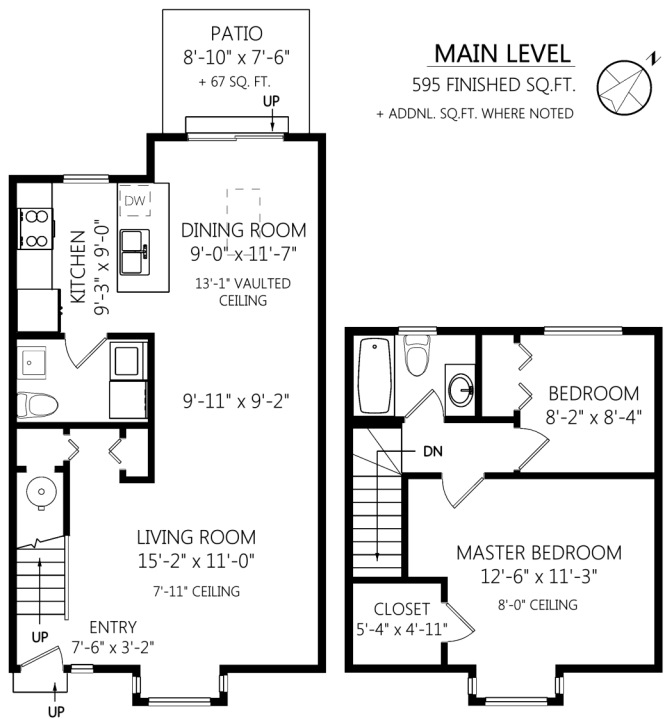 PATIO
8'-10" x 7'-6"
+ 67 SQ. FT.
UP
MAIN LEVEL
595 FINISHED SQ.FT.
+ ADDNL. SQ.FT. WHERE NOTED
N
DW
KITCHEN
9'-3" x 9'-0"
DINING ROOM
9'-0" x 11'-7"
13'-1" VAULTED
CEILING
9'-11" x 9'-2"
LIVING ROOM
15'-2" x 11'-0"
7'-11" CEILING
UP
ENTRY
7'-6" x 3'-2"
UP
BEDROOM
8'-2" x 8'-4"
DN
MASTER BEDROOM
12'-6" x 11'-3"
8'-0" CEILING
CLOSET
5'-4" x 4'-11"